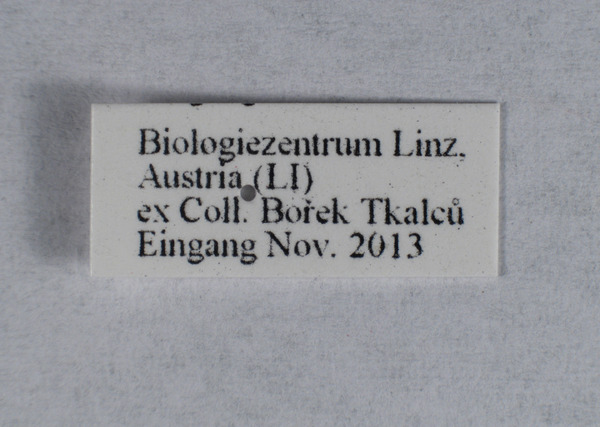 Biologiezentrum Linz,
Austria (LI)
ex Coll. Bořek Tkalců
Eingang Nov. 2013